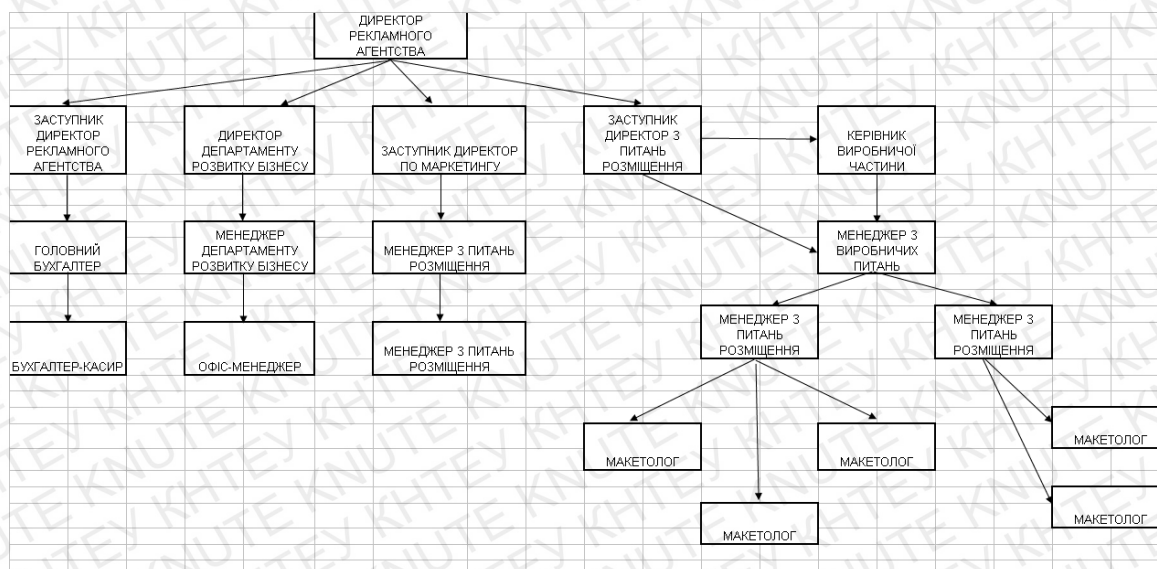 ДИРЕКТОР
РЕКЛАМНОГО
АГЕНТСТВА
ЗАСТУПНИК
ДИРЕКТОР
РЕКЛАМНОГО
АГЕНТСТВА
ДИРЕКТОР
ДЕПАРТАМЕНТУ
РОЗВИТКУ БІЗНЕСУ
ЗАСТУПНИК ДИРЕКТОР
ПО МАРКЕТИНГУ
ЗАСТУПНИК
ДИРЕКТОР З
ПИТАНЬ
РОЗМІЩЕННЯ
КЕРІВНИК
ВИРОБНИЧОЇ
ЧАСТИНИ
ГОЛОВНИЙ
БУХГАЛТЕР
МЕНЕДЖЕР
ДЕПАРТАМЕНТУ
РОЗВИТКУ БІЗНЕСУ
МЕНЕДЖЕР З ПИТАНЬ
РОЗМІЩЕННЯ
МЕНЕДЖЕР З
ВИРОБНИЧИХ
ПИТАНЬ
БУХГАЛТЕР-КАСИР
ОФІС-МЕНЕДЖЕР
МЕНЕДЖЕР З ПИТАНЬ
РОЗМІЩЕННЯ
МЕНЕДЖЕР З
ПИТАНЬ
РОЗМІЩЕННЯ
МЕНЕДЖЕР З
ПИТАНЬ
РОЗМІЩЕННЯ
МАКЕТОЛОГ
МАКЕТОЛОГ
МАКЕТОЛОГ
МАКЕТОЛОГ
МАКЕТОЛОГ
КНТЕУ KNUTE